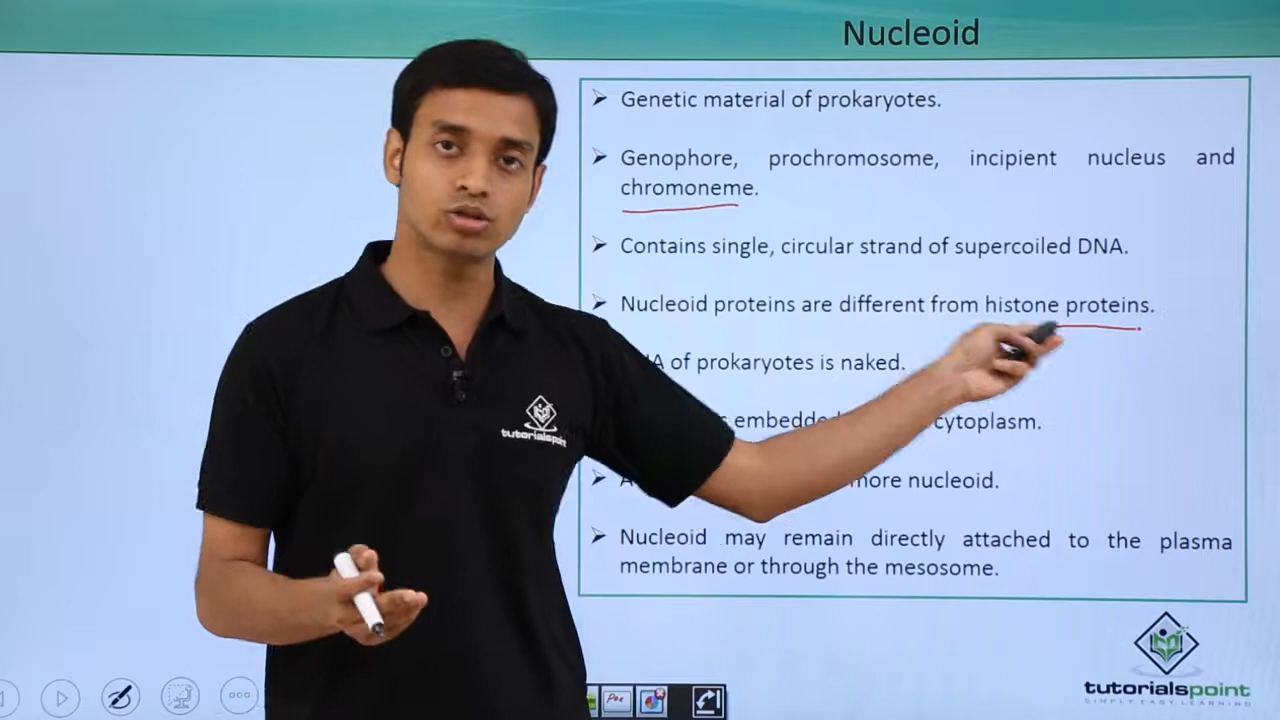 Nucleoid
Genetic material of prokaryotes.
Genophore, prochromosome, incipient nucleus and
chromoneme.
Contains single, circular strand of supercoiled DNA.
Nucleoid proteins are different from histone proteins.
of prokaryotes is naked.
embedded cytoplasm.
more nucleoid.
Nucleoid may remain directly attached to the plasma
membrane or through the mesosome.
tutorialspoint
Pex
tutorialspoint
SIMPLY EASY LEARNING